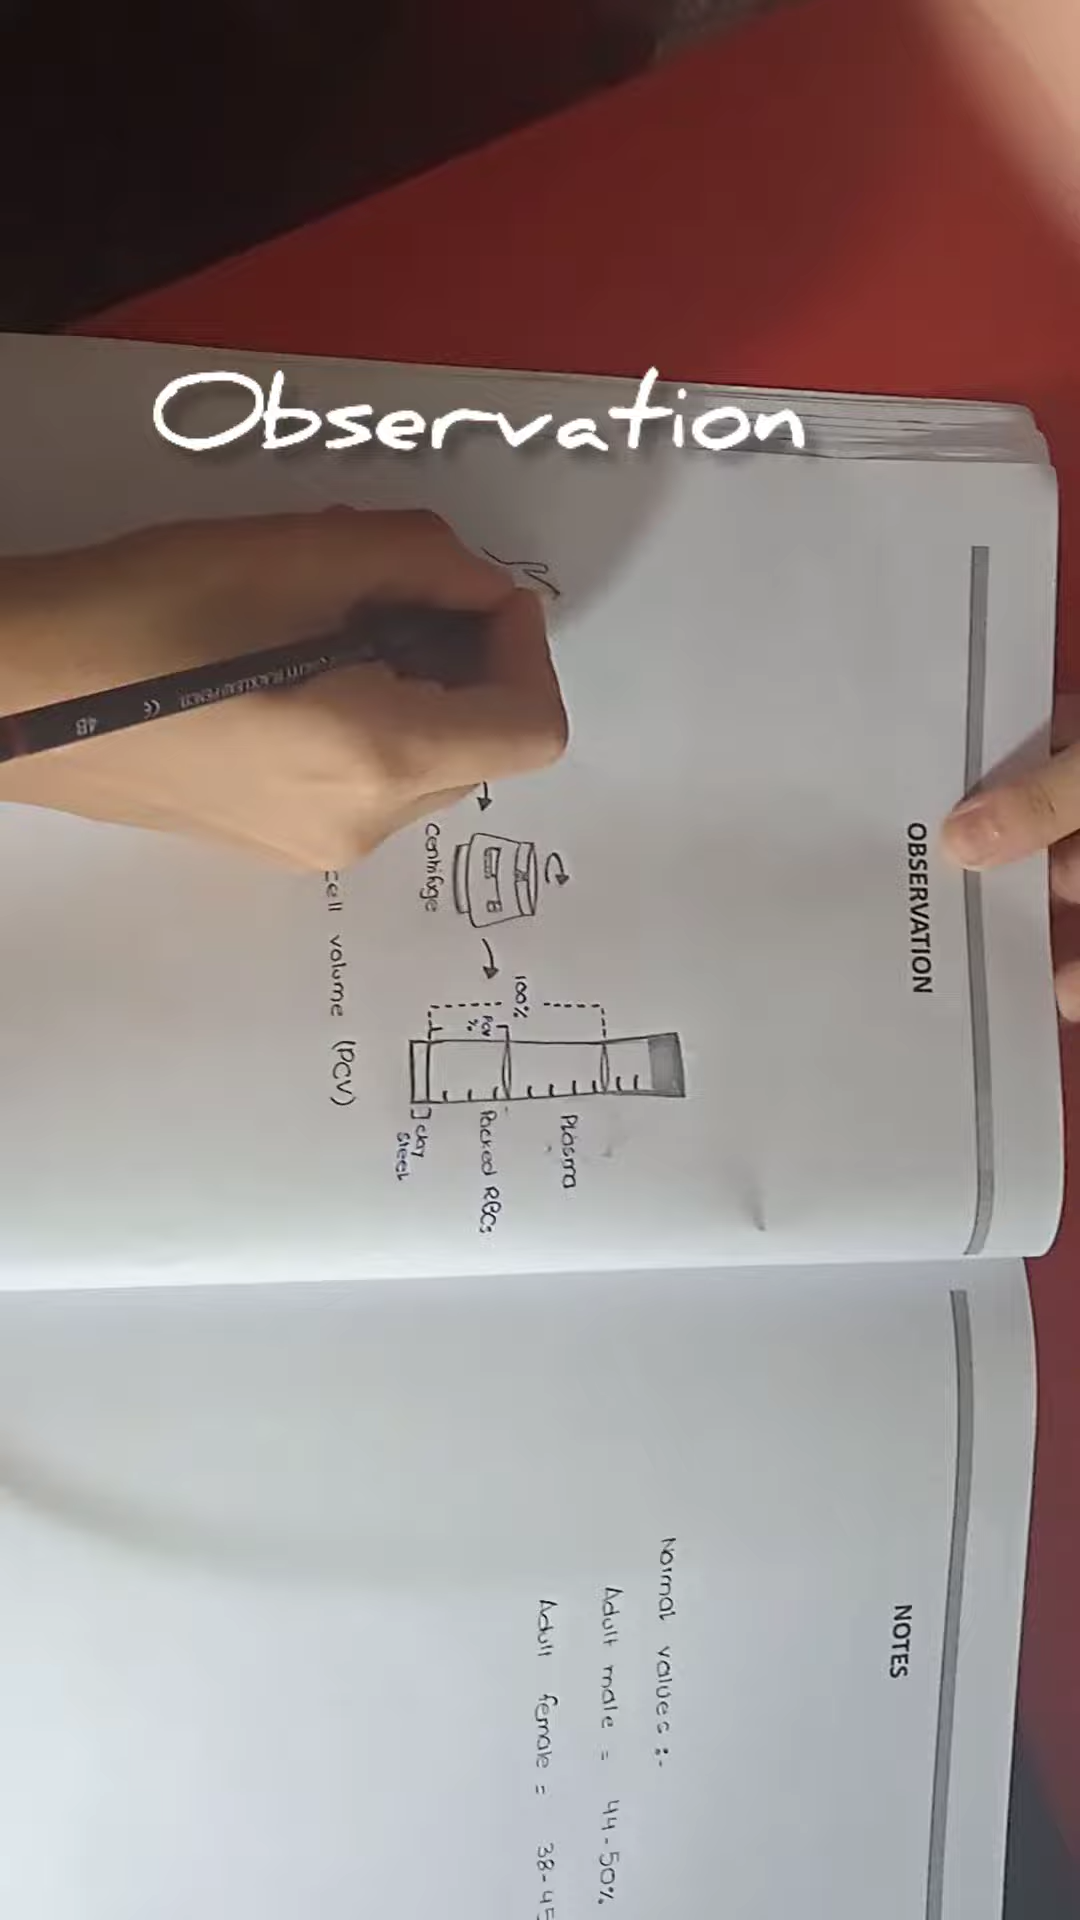 Observation
OBSERVATION
100%
PCV
%
Plasma
Packed RBCs
clay
steel
Centrifuge
cell volume (PCV)
4B
NOTES
Normal values :-
Adult male = 44-50%
Adult female = 38-45